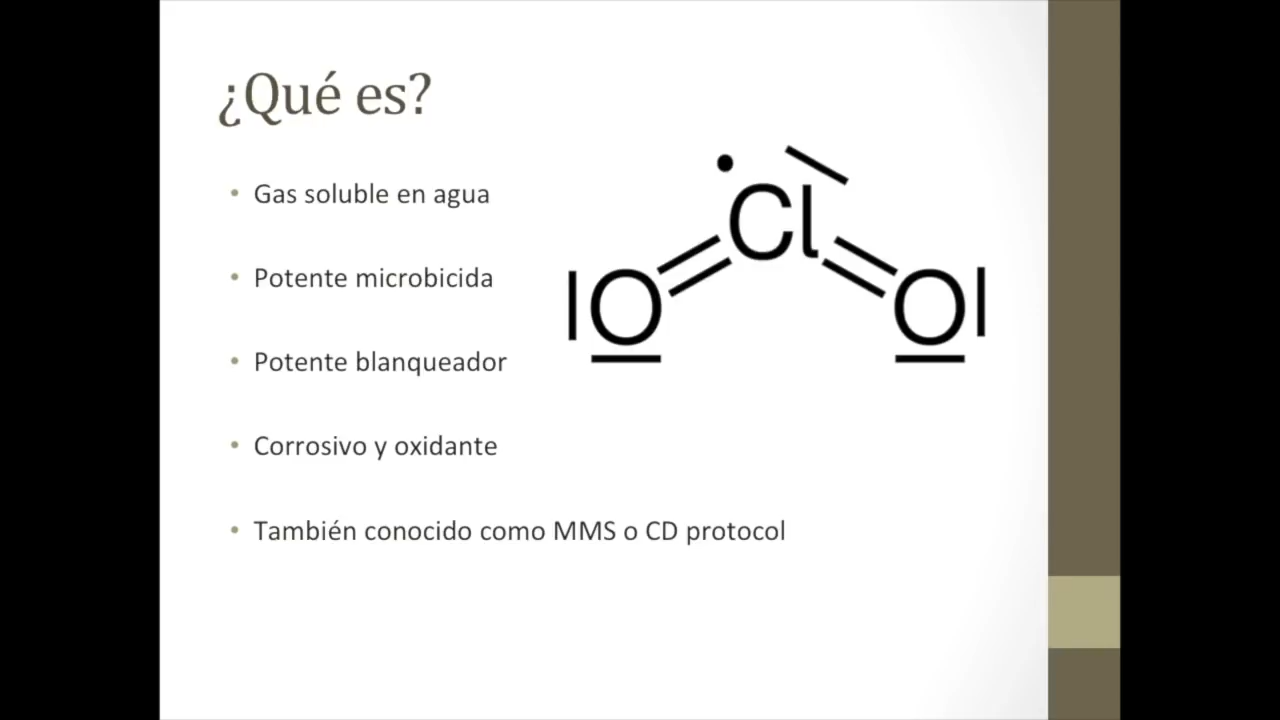 ¿Qué es?
• Gas soluble en agua
• Potente microbicida
• Potente blanqueador
• Corrosivo y oxidante
• También conocido como MMS o CD protocol
Cl
O O